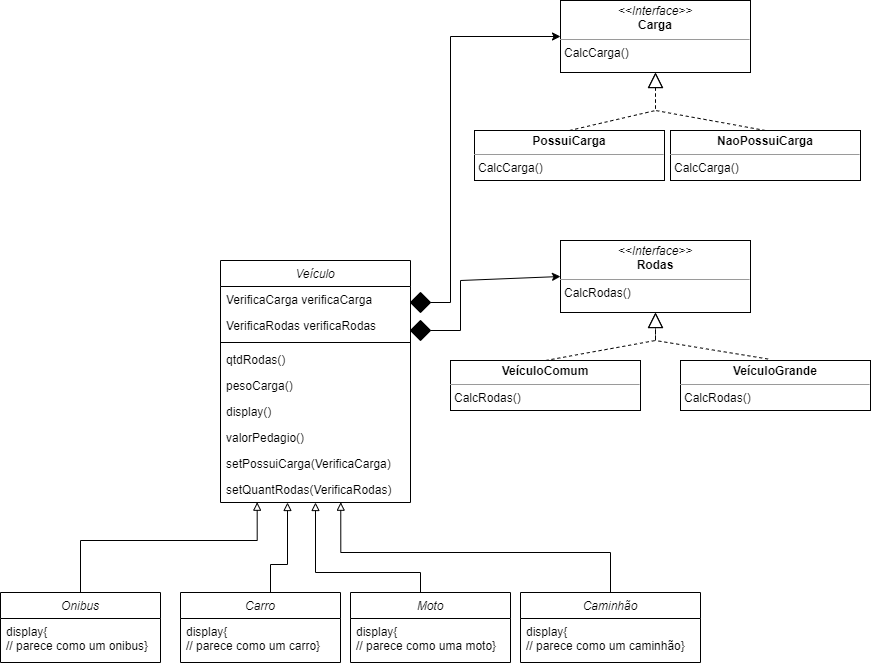 <<Interface>>
Carga
CalcCarga()
PossuiCarga
CalcCarga()
NaoPossuiCarga
CalcCarga()
<<Interface>>
Rodas
CalcRodas()
VeículoComum
CalcRodas()
VeículoGrande
CalcRodas()
Veículo
VerificaCarga verificaCarga
VerificaRodas verificaRodas
qtdRodas()
pesoCarga()
display()
valorPedagio()
setPossuiCarga(VerificaCarga)
setQuantRodas(VerificaRodas)
Onibus
display{
// parece como um onibus}
Carro
display{
// parece como um carro}
Moto
display{
// parece como uma moto}
Caminhão
display{
// parece como um caminhão}